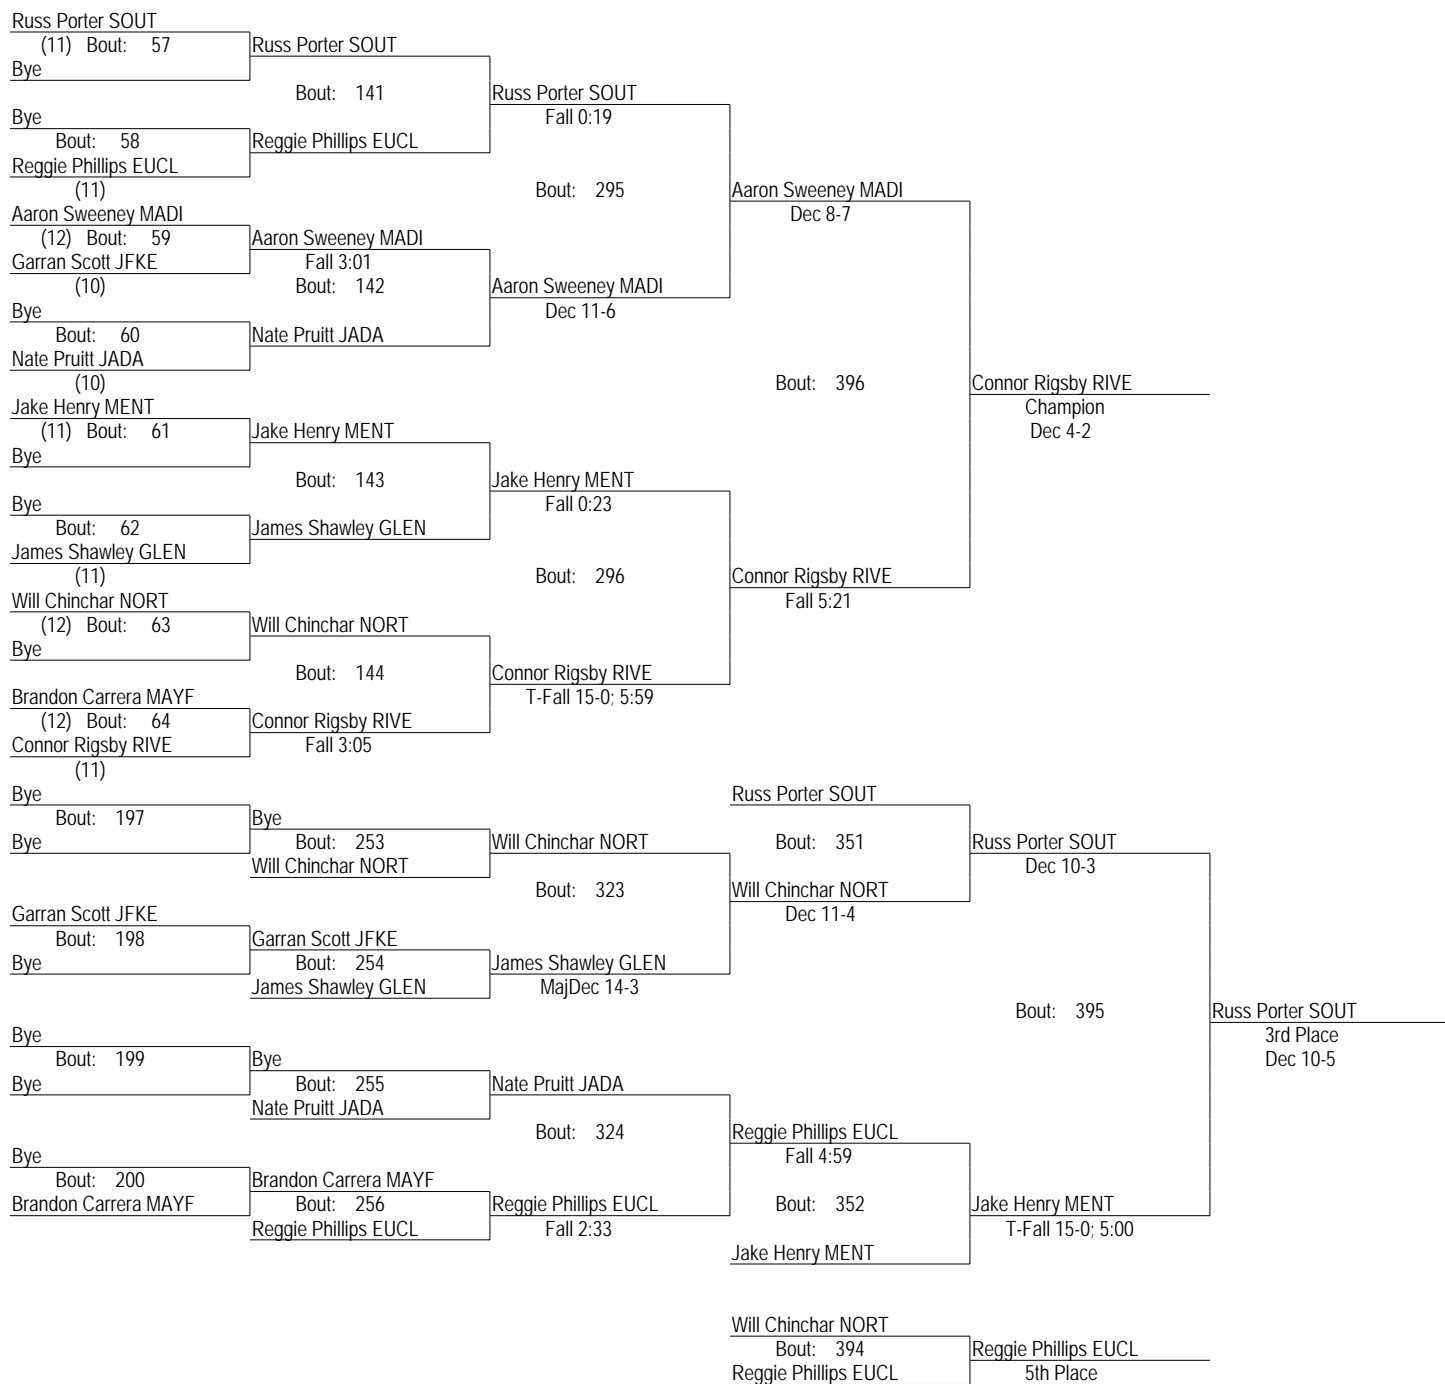 Russ Porter SOUT
(11) Bout: 57 Russ Porter SOUT
Bye
Bout: 141 Russ Porter SOUT
Bye Fall 0:19
Bout: 58 Reggie Phillips EUCL
Reggie Phillips EUCL
(11) Bout: 295 Aaron Sweeney MADI
Aaron Sweeney MADI Dec 8-7
(12) Bout: 59 Aaron Sweeney MADI
Garran Scott JFKE Fall 3:01
(10) Bout: 142 Aaron Sweeney MADI
Bye Dec 11-6
Bout: 60 Nate Pruitt JADA
Nate Pruitt JADA
(10) Bout: 396 Connor Rigsby RIVE
Jake Henry MENT Champion
(11) Bout: 61 Jake Henry MENT Dec 4-2
Bye
Bout: 143 Jake Henry MENT
Bye Fall 0:23
Bout: 62 James Shawley GLEN
James Shawley GLEN
(11) Bout: 296 Connor Rigsby RIVE
Will Chinchar NORT Fall 5:21
(12) Bout: 63 Will Chinchar NORT
Bye
Bout: 144 Connor Rigsby RIVE
Brandon Carrera MAYF T-Fall 15-0; 5:59
(12) Bout: 64 Connor Rigsby RIVE
Connor Rigsby RIVE Fall 3:05
(11)
Bye Russ Porter SOUT
Bout: 197 Bye
Bye Bout: 253 Will Chinchar NORT Bout: 351 Russ Porter SOUT
Will Chinchar NORT Dec 10-3
Bout: 323 Will Chinchar NORT
Garran Scott JFKE Dec 11-4
Bout: 198 Garran Scott JFKE
Bye Bout: 254 James Shawley GLEN
James Shawley GLEN MajDec 14-3
Bout: 395 Russ Porter SOUT
Bye 3rd Place
Bout: 199 Bye Dec 10-5
Bye Bout: 255 Nate Pruitt JADA
Nate Pruitt JADA
Bout: 324 Reggie Phillips EUCL
Bye Fall 4:59
Bout: 200 Brandon Carrera MAYF
Brandon Carrera MAYF Bout: 256 Reggie Phillips EUCL Bout: 352 Jake Henry MENT
Reggie Phillips EUCL Fall 2:33 T-Fall 15-0; 5:00
Jake Henry MENT
Will Chinchar NORT
Bout: 394 Reggie Phillips EUCL
Reggie Phillips EUCL 5th Place